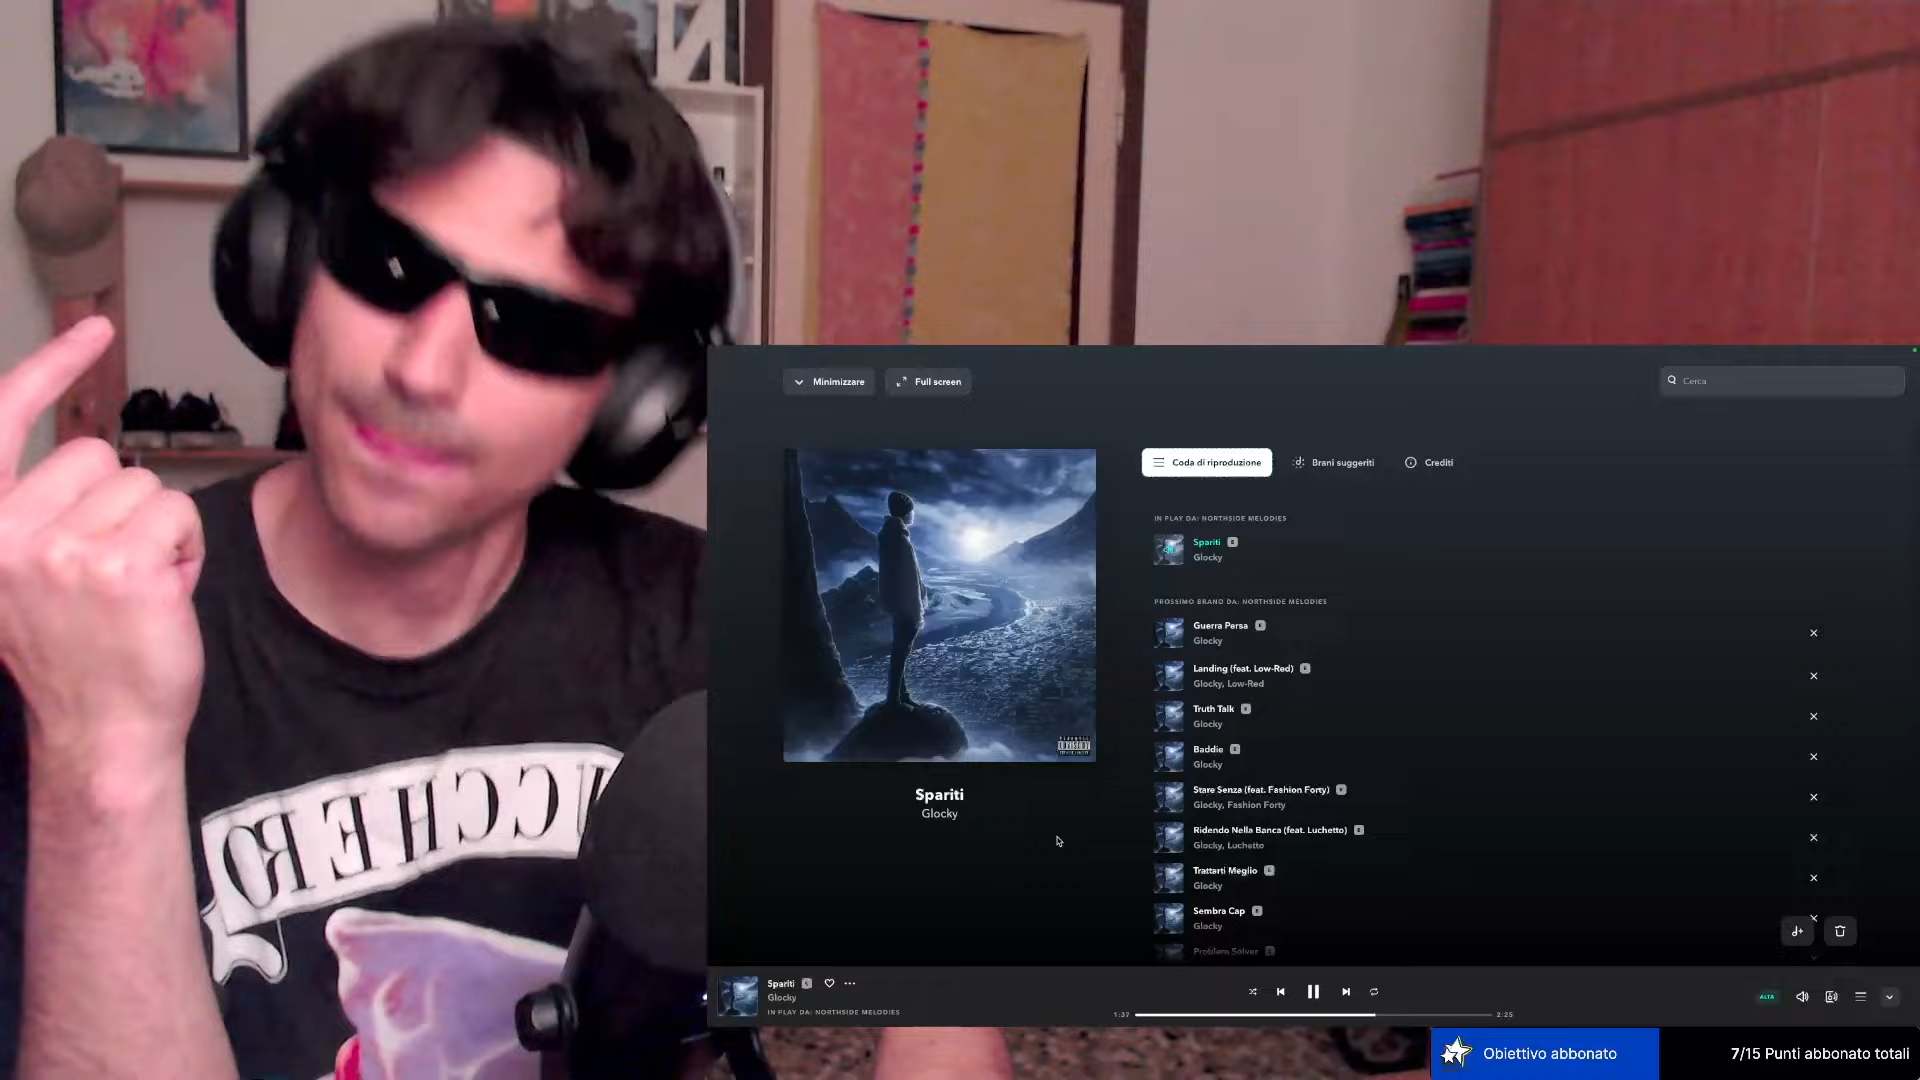 Minimizzare
Full screen
Cerca
Coda di riproduzione
Brani suggeriti
Crediti
IN PLAY DA: NORTHSIDE MELODIES
Spariti E
Glocky
PROSSIMO BRANO DA: NORTHSIDE MELODIES
Guerra Persa E
Glocky
Landing (feat. Low-Red) E
Glocky, Low-Red
Truth Talk E
Glocky
Baddie E
Glocky
Stare Senza (feat. Fashion Forty) E
Glocky, Fashion Forty
Ridendo Nella Banca (feat. Luchetto) E
Glocky, Luchetto
Trattarti Meglio E
Glocky
Sembra Cap E
Glocky
Problem Solver E
Spariti
Glocky
Spariti E
Glocky
IN PLAY DA: NORTHSIDE MELODIES
1:37
2:25
ALTA
Obiettivo abbonato
7/15 Punti abbonato totali